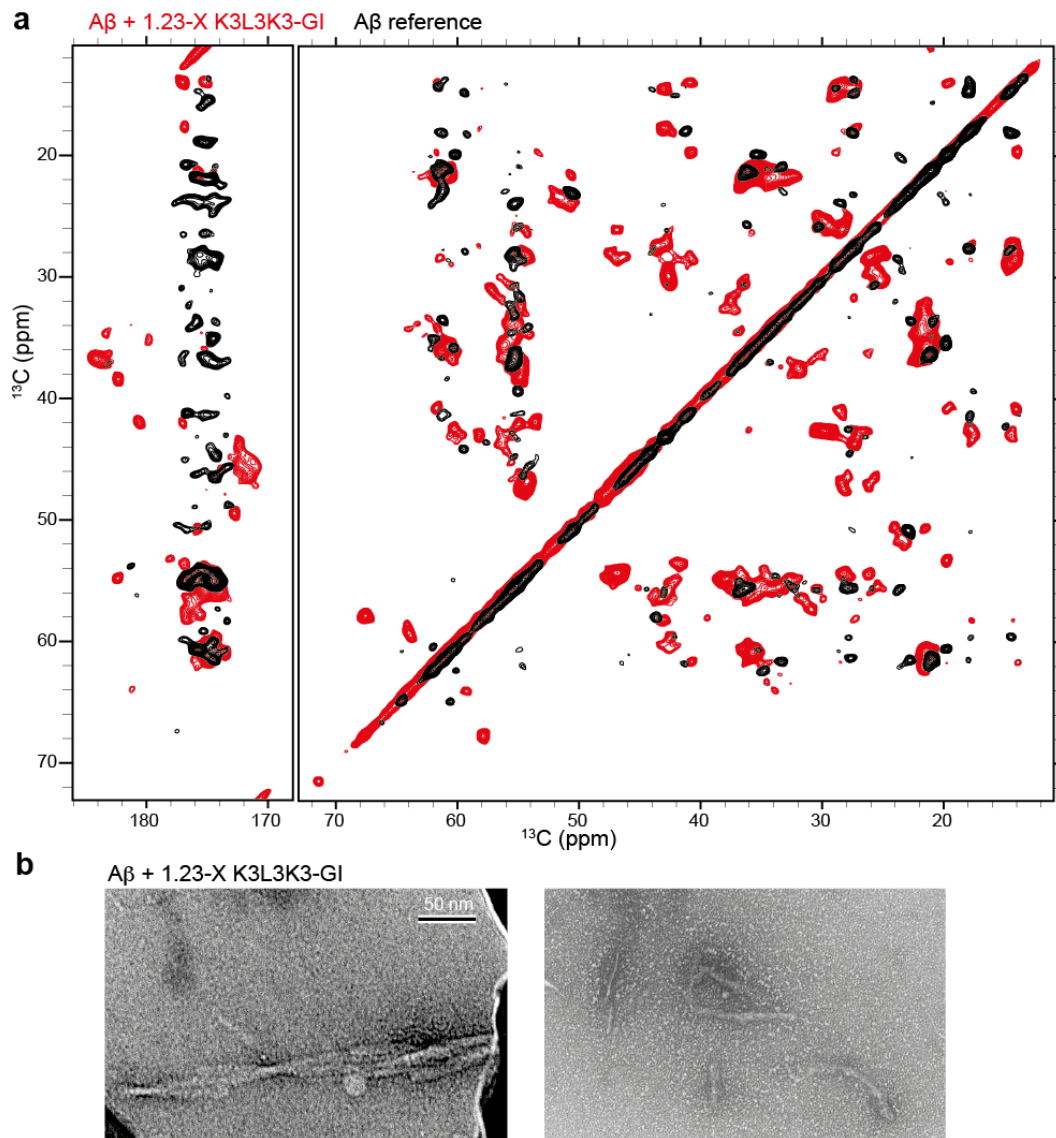 a
Aβ + 1.23-X K3L3K3-GI Aβ reference
20
30
40
50
60
70
¹³C (ppm)
180 170
70 60 50 40 30 20
¹³C (ppm)
b
Aβ + 1.23-X K3L3K3-GI
50 nm